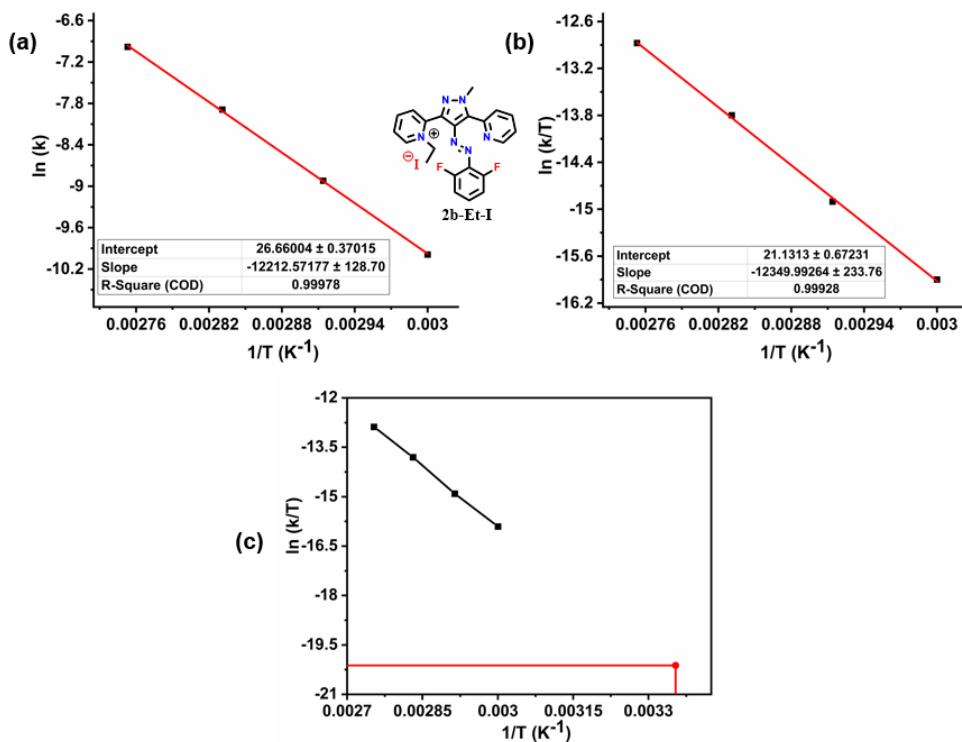 (a)
-6.6
-7.2
-7.8
-8.4
-9
-9.6
-10.2
ln (k)
Intercept 26.66004 ± 0.37015
Slope -12212.57177 ± 128.70
R-Square (COD) 0.99978
0.00276 0.00282 0.00288 0.00294 0.003
1/T (K-1)
N N
N
+
N
N
N
⊖I
F F
2b-Et-I
(b)
-12.6
-13.2
-13.8
-14.4
-15
-15.6
-16.2
ln (k/T)
Intercept 21.1313 ± 0.67231
Slope -12349.99264 ± 233.76
R-Square (COD) 0.99928
0.00276 0.00282 0.00288 0.00294 0.003
1/T (K-1)
(c)
-12
-13.5
-15
-16.5
-18
-19.5
-21
ln (k/T)
0.0027 0.00285 0.003 0.00315 0.0033
1/T (K-1)